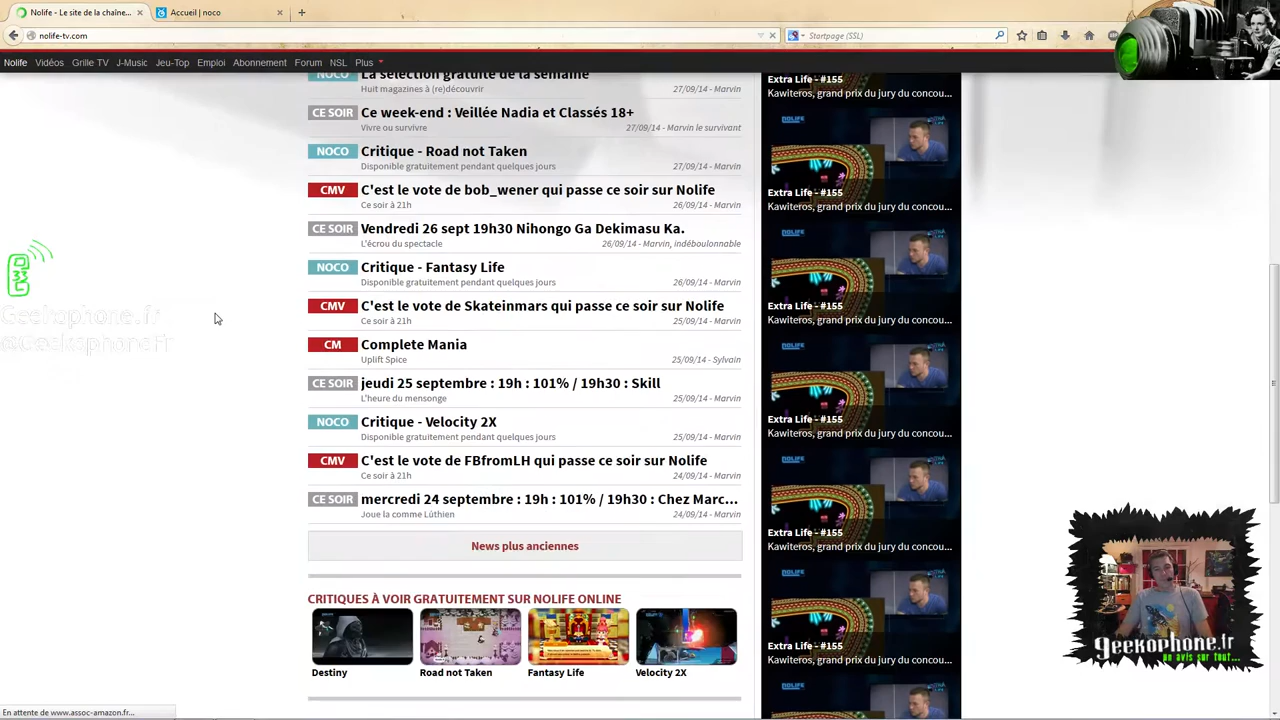 Nolife - Le site de la chaîne...
Accueil | noco
nolife-tv.com
Startpage (SSL)
Nolife Vidéos Grille TV J-Music Jeu-Top Emploi Abonnement Forum NSL Plus
NOCO La sélection gratuite de la semaine
Huit magazines à (re)découvrir 27/09/14 - Marvin
CE SOIR Ce week-end : Veillée Nadia et Classés 18+
Vivre ou survivre 27/09/14 - Marvin le survivant
NOCO Critique - Road not Taken
Disponible gratuitement pendant quelques jours 27/09/14 - Marvin
CMV C'est le vote de bob_wener qui passe ce soir sur Nolife
Ce soir à 21h 26/09/14 - Marvin
CE SOIR Vendredi 26 sept 19h30 Nihongo Ga Dekimasu Ka.
L'écrou du spectacle 26/09/14 - Marvin, indéboulonnable
NOCO Critique - Fantasy Life
Disponible gratuitement pendant quelques jours 26/09/14 - Marvin
CMV C'est le vote de Skateinmars qui passe ce soir sur Nolife
Ce soir à 21h 25/09/14 - Marvin
CM Complete Mania
Uplift Spice 25/09/14 - Sylvain
CE SOIR jeudi 25 septembre : 19h : 101% / 19h30 : Skill
L'heure du mensonge 25/09/14 - Marvin
NOCO Critique - Velocity 2X
Disponible gratuitement pendant quelques jours 25/09/14 - Marvin
CMV C'est le vote de FBfromLH qui passe ce soir sur Nolife
Ce soir à 21h 24/09/14 - Marvin
CE SOIR mercredi 24 septembre : 19h : 101% / 19h30 : Chez Marc...
Joue la comme Lúthien 24/09/14 - Marvin
News plus anciennes
CRITIQUES À VOIR GRATUITEMENT SUR NOLIFE ONLINE
Destiny Road not Taken Fantasy Life Velocity 2X
Extra Life - #155
Kawiteros, grand prix du jury du concou...
NOLIFE
Extra Life - #155
Kawiteros, grand prix du jury du concou...
NOLIFE
Extra Life - #155
Kawiteros, grand prix du jury du concou...
NOLIFE
Extra Life - #155
Kawiteros, grand prix du jury du concou...
NOLIFE
Extra Life - #155
Kawiteros, grand prix du jury du concou...
NOLIFE
Extra Life - #155
Kawiteros, grand prix du jury du concou...
NOLIFE
Geekophone.fr
@GeekophoneFr
geekophone.fr
un avis sur tout...
En attente de www.assoc-amazon.fr...